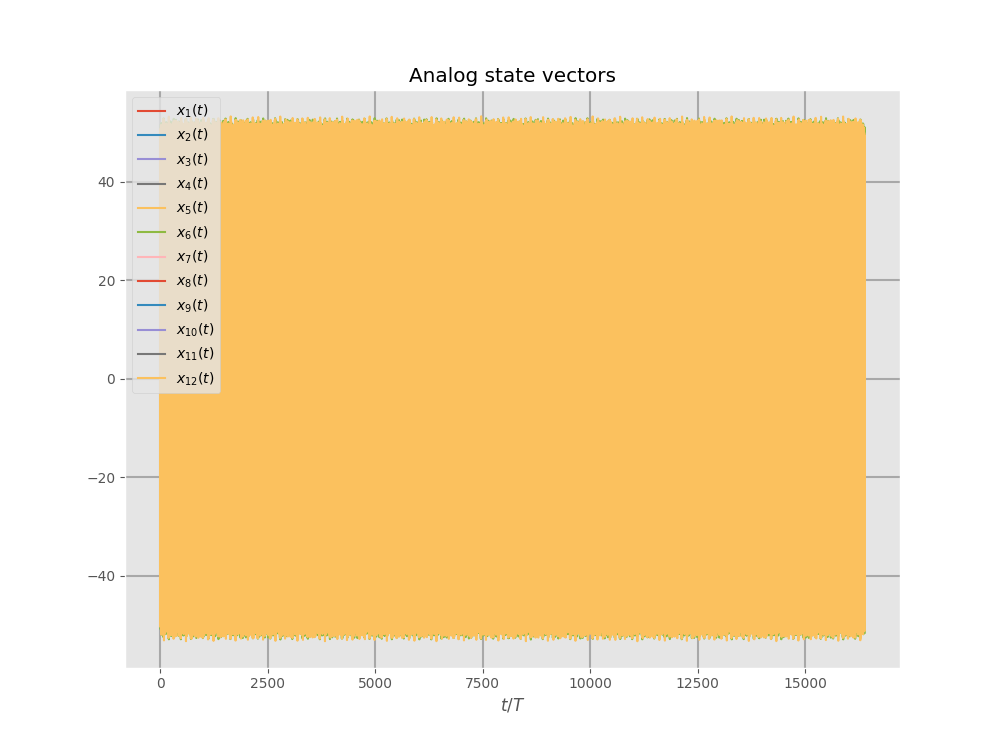 Analog state vectors
x₁(t)
x₂(t)
x₃(t)
x₄(t)
x₅(t)
x₆(t)
x₇(t)
x₈(t)
x₉(t)
x₁₀(t)
x₁₁(t)
x₁₂(t)
40
20
0
−20
−40
0 2500 5000 7500 10000 12500 15000
t/T